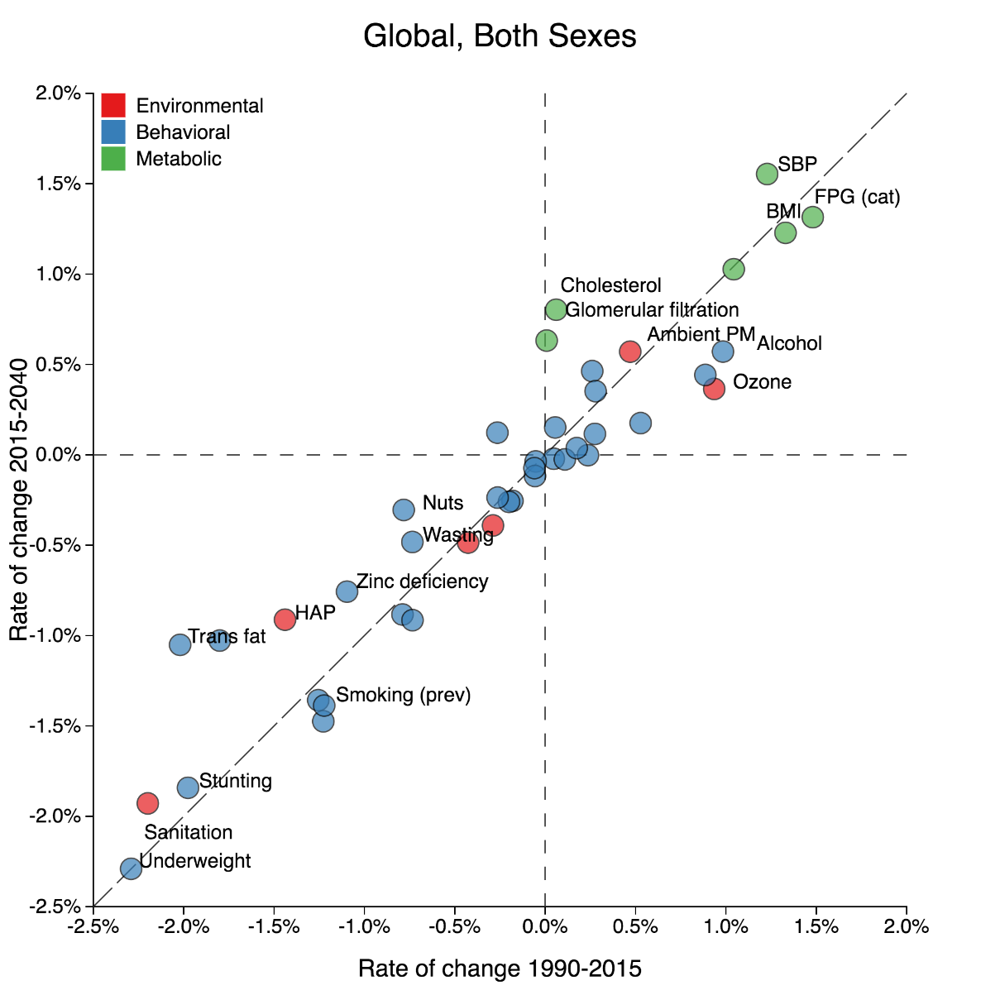 Global, Both Sexes
Environmental
Behavioral
Metabolic
2.0%
1.5%
1.0%
0.5%
0.0%
-0.5%
-1.0%
-1.5%
-2.0%
-2.5%
Rate of change 2015-2040
SBP
FPG (cat)
BMI
Cholesterol
Glomerular filtration
Ambient PM
Alcohol
Ozone
Nuts
Wasting
Zinc deficiency
HAP
Trans fat
Smoking (prev)
Stunting
Sanitation
Underweight
-2.5%
-2.0%
-1.5%
-1.0%
-0.5%
0.0%
0.5%
1.0%
1.5%
2.0%
Rate of change 1990-2015